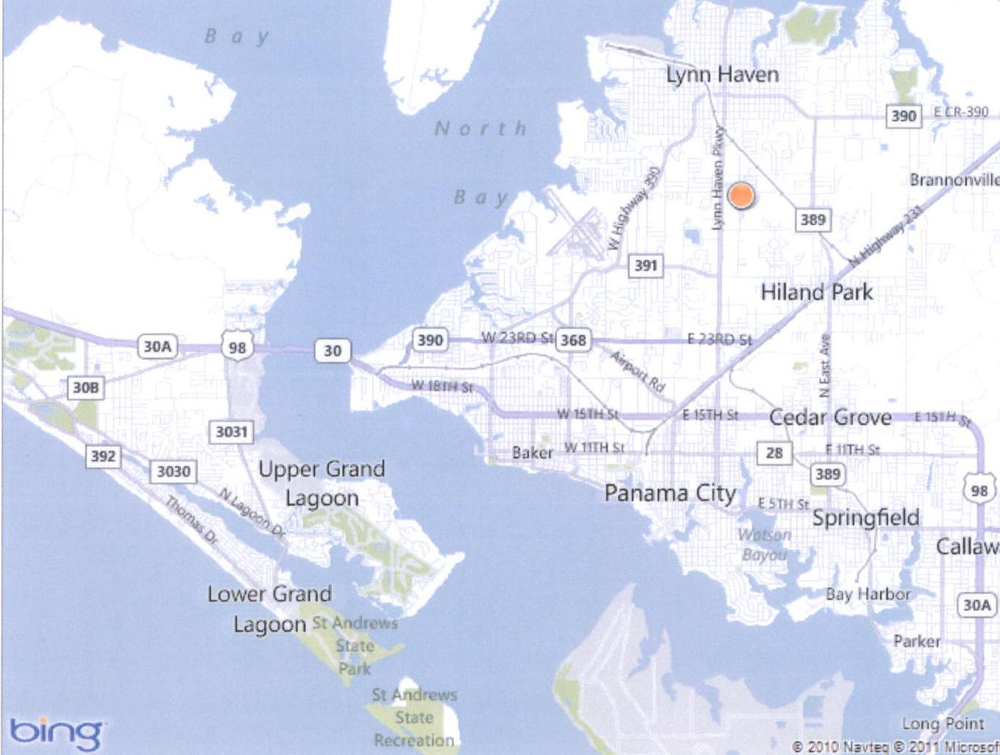 Bay
Lynn Haven
390
E CR-390
North
Lynn Haven Pkwy
W Highway 390
Brannonville
Bay
389
N Highway 231
391
Hiland Park
30A
98
30
390
W 23RD St
368
E 23RD St
Airport Rd
N East Ave
30B
W 18TH St
W 15TH St
E 15TH St
Cedar Grove
E 15TH St
3031
392
3030
Baker
W 11TH St
28
E 11TH St
389
Upper Grand
Lagoon
98
Panama City
N Lagoon Dr
Thomas Dr
E 5TH St
Springfield
Watson
Bayou
Callaw
Lower Grand
Lagoon
Bay Harbor
30A
St Andrews
State
Park
Parker
St Andrews
State
Recreation
bing
Long Point
© 2010 Navteq © 2011 Microsof